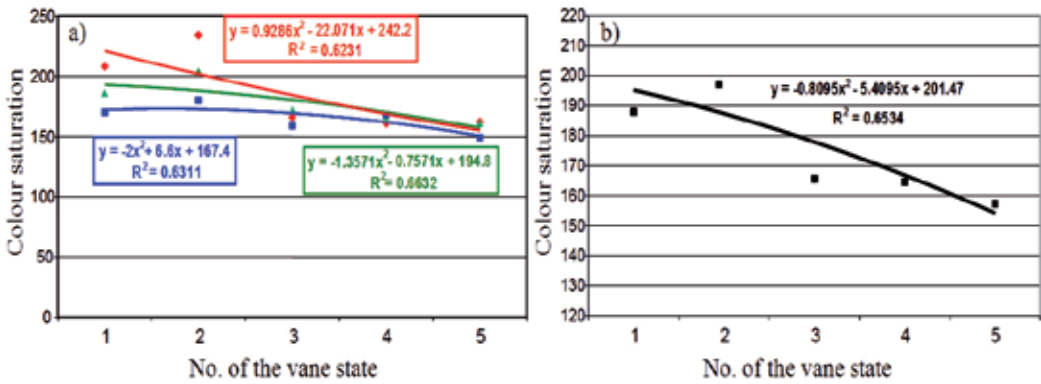 a)
Colour saturation
250
200
150
100
50
0
y = 0.9286x² - 22.071x + 242.2
R² = 0.6231
y = -2x² + 6.6x + 167.4
R² = 0.6311
y = -1.3571x² - 0.7571x + 194.8
R² = 0.6632
1 2 3 4 5
No. of the vane state
b)
Colour saturation
220
210
200
190
180
170
160
150
140
130
120
y = -0.8095x² - 5.4095x + 201.47
R² = 0.6534
1 2 3 4 5
No. of the vane state